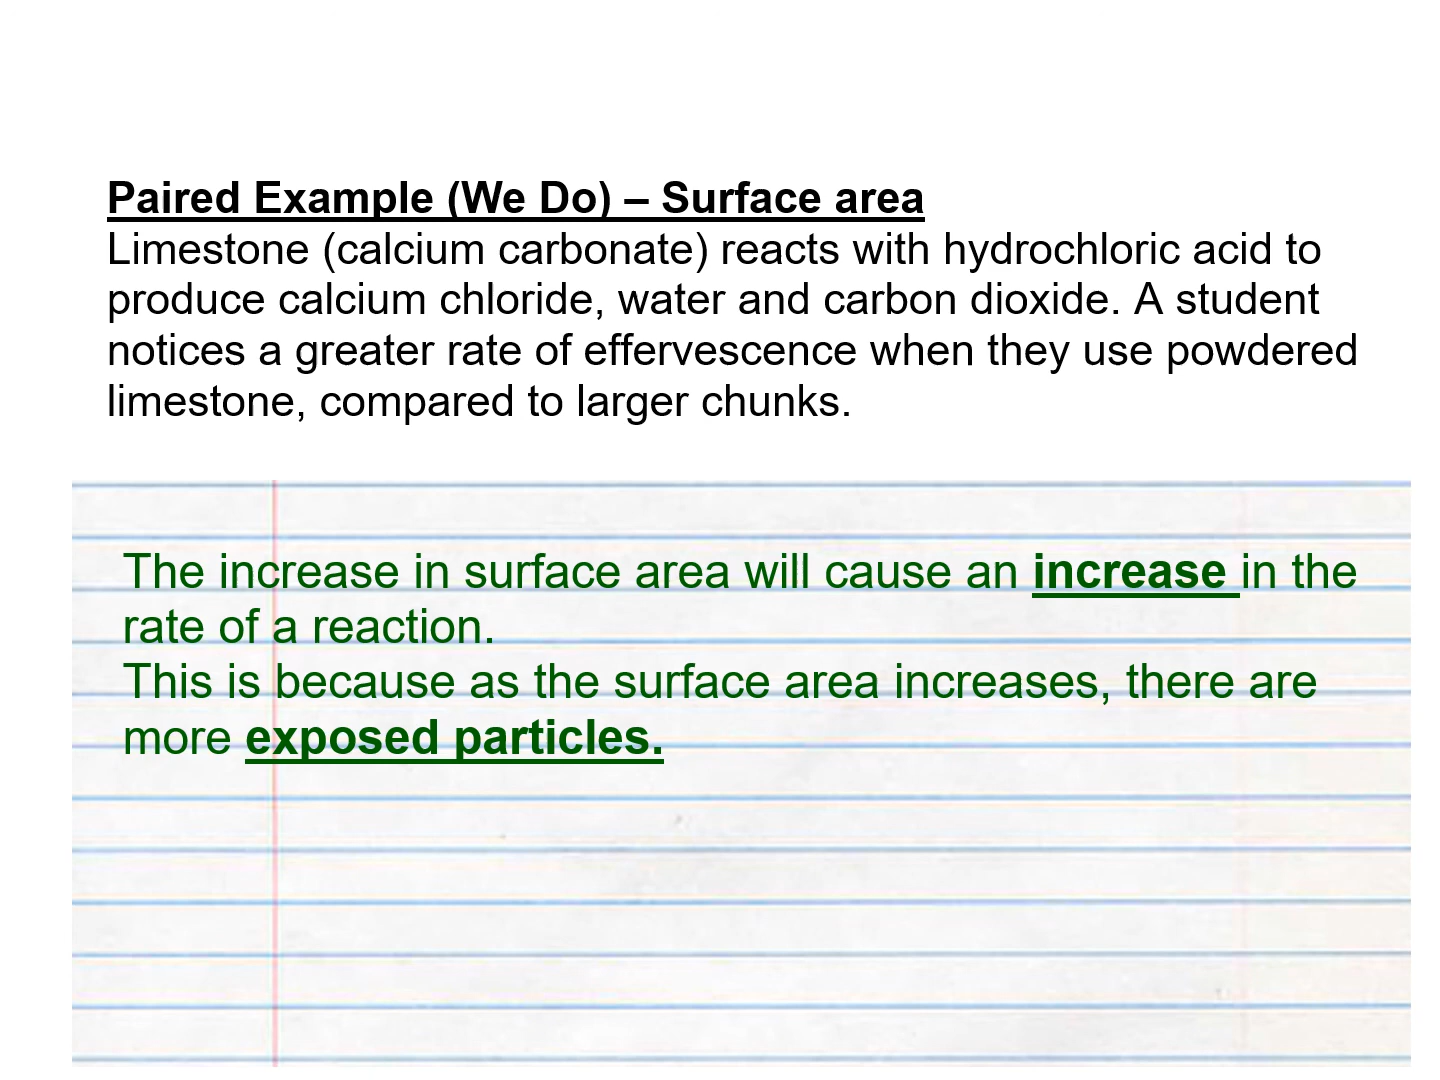 Paired Example (We Do) – Surface area
Limestone (calcium carbonate) reacts with hydrochloric acid to
produce calcium chloride, water and carbon dioxide. A student
notices a greater rate of effervescence when they use powdered
limestone, compared to larger chunks.
The increase in surface area will cause an increase in the
rate of a reaction.
This is because as the surface area increases, there are
more exposed particles.